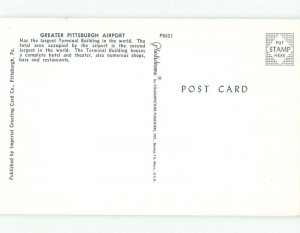 GREATER PITTSBURGH AIRPORT
Has the largest Terminal Building in the world. The
total area occupied by the airport is the second
largest in the world. The Terminal Building houses
a complete hotel and theater, also numerous shops,
bars and restaurants.
Published by Imperial Greeting Card Co., Pittsburgh, Pa.
PK651
POST CARD
PUT
STAMP
HERE